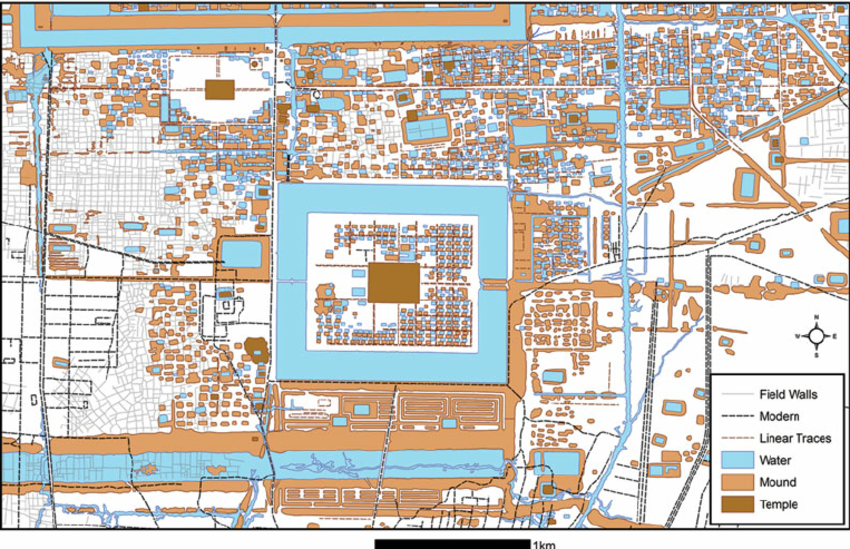 N
W E
S
Field Walls
Modern
Linear Traces
Water
Mound
Temple
1km